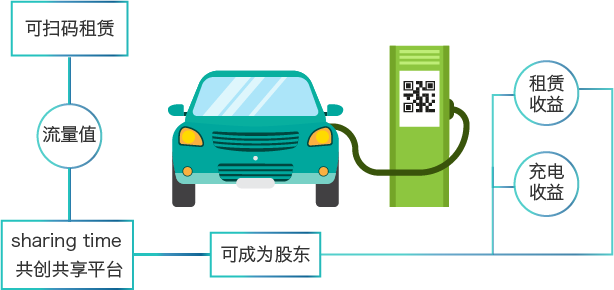 可扫码租赁
流量值
sharing time
共创共享平台
可成为股东
租赁
收益
充电
收益